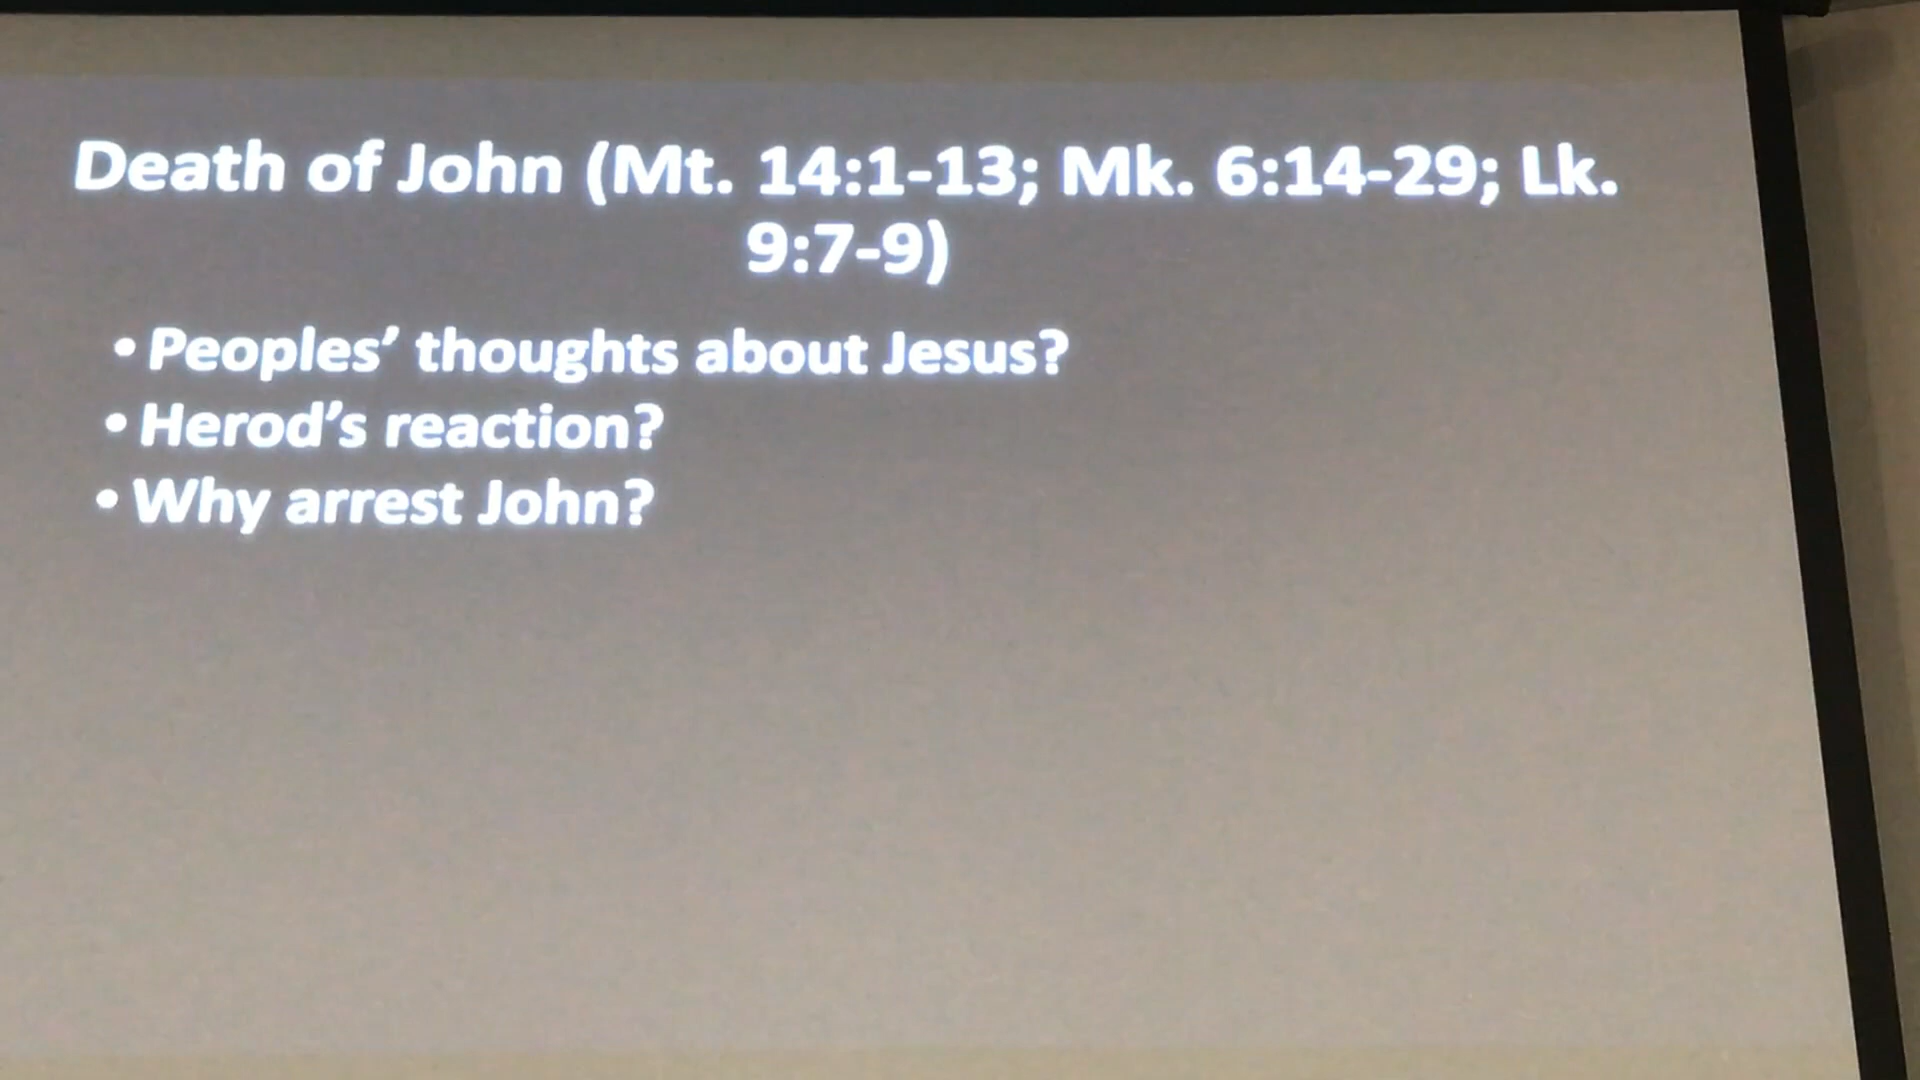 Death of John (Mt. 14:1-13; Mk. 6:14-29; Lk.
9:7-9)
• Peoples’ thoughts about Jesus?
• Herod’s reaction?
• Why arrest John?